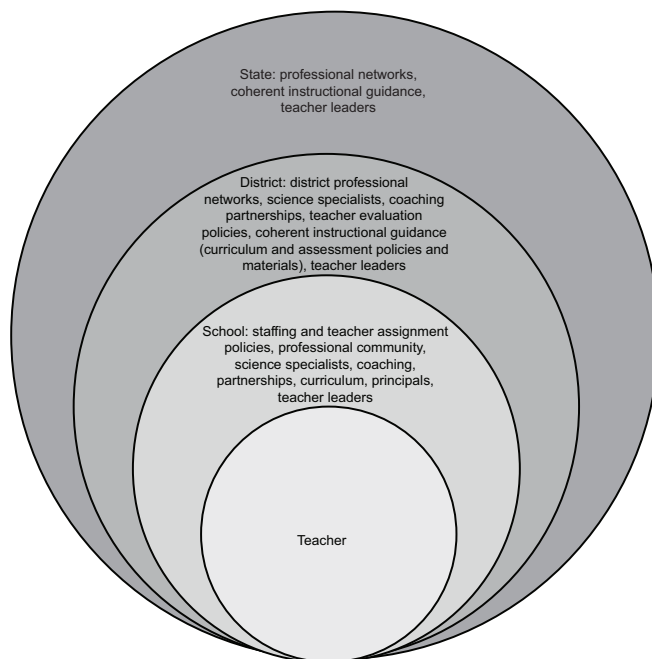 State: professional networks,
coherent instructional guidance,
teacher leaders
District: district professional
networks, science specialists, coaching
partnerships, teacher evaluation
policies, coherent instructional guidance
(curriculum and assessment policies and
materials), teacher leaders
School: staffing and teacher assignment
policies, professional community,
science specialists, coaching,
partnerships, curriculum, principals,
teacher leaders
Teacher